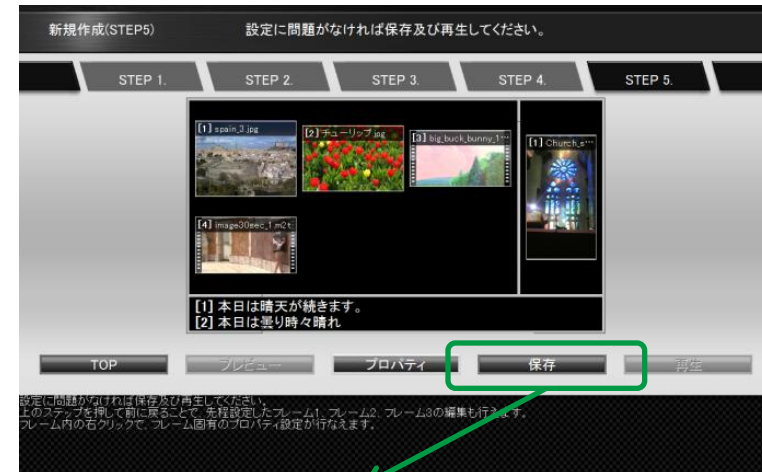 新規作成(STEP5)
設定に問題がなければ保存及び再生してください。
STEP 1.
STEP 2.
STEP 3.
STEP 4.
STEP 5.
[1] spain_3.jpg
[2] チューリップ.jpg
[3] big_buck_bunny_1…
[1] Church_s…
[4] image30sec_1.m2t
[1] 本日は晴天が続きます。
[2] 本日は曇り時々晴れ
TOP
プレビュー
プロパティ
保存
再生
設定に問題がなければ保存及び再生してください。
上のステップを押して前に戻ることで、先程設定したフレーム1、フレーム2、フレーム3の編集も行えます。
フレーム内の右クリックで、フレーム固有のプロパティ設定が行なえます。